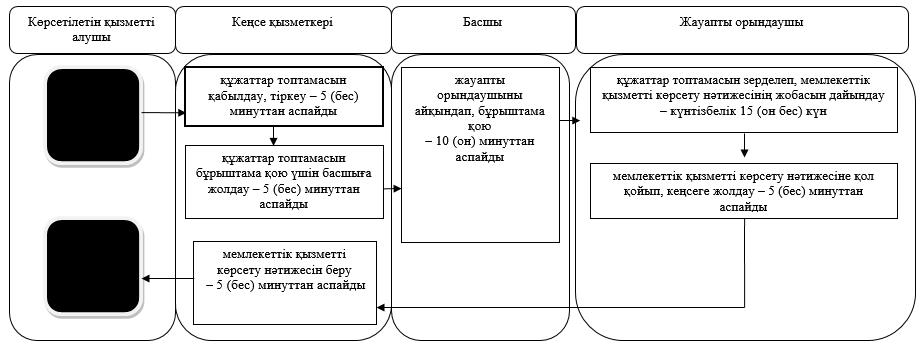 Көрсетілетін қызметті
алушы
Кеңсе қызметкері
Басшы
Жауапты орындаушы
құжаттар топтамасын
қабылдау, тіркеу – 5 (бес)
минуттан аспайды
құжаттар топтамасын
бұрыштама қою үшін басшыға
жолдау – 5 (бес) минуттан
аспайды
мемлекеттік қызметті
көрсету нәтижесін беру
– 5 (бес) минуттан аспайды
жауапты
орындаушыны
айқындап, бұрыштама
қою
– 10 (он) минуттан
аспайды
құжаттар топтамасын зерделеп, мемлекеттік
қызметті көрсету нәтижесінің жобасын дайындау
– күнтізбелік 15 (он бес) күн
мемлекеттік қызметті көрсету нәтижесіне қол
қойып, кеңсеге жолдау – 5 (бес) минуттан
аспайды